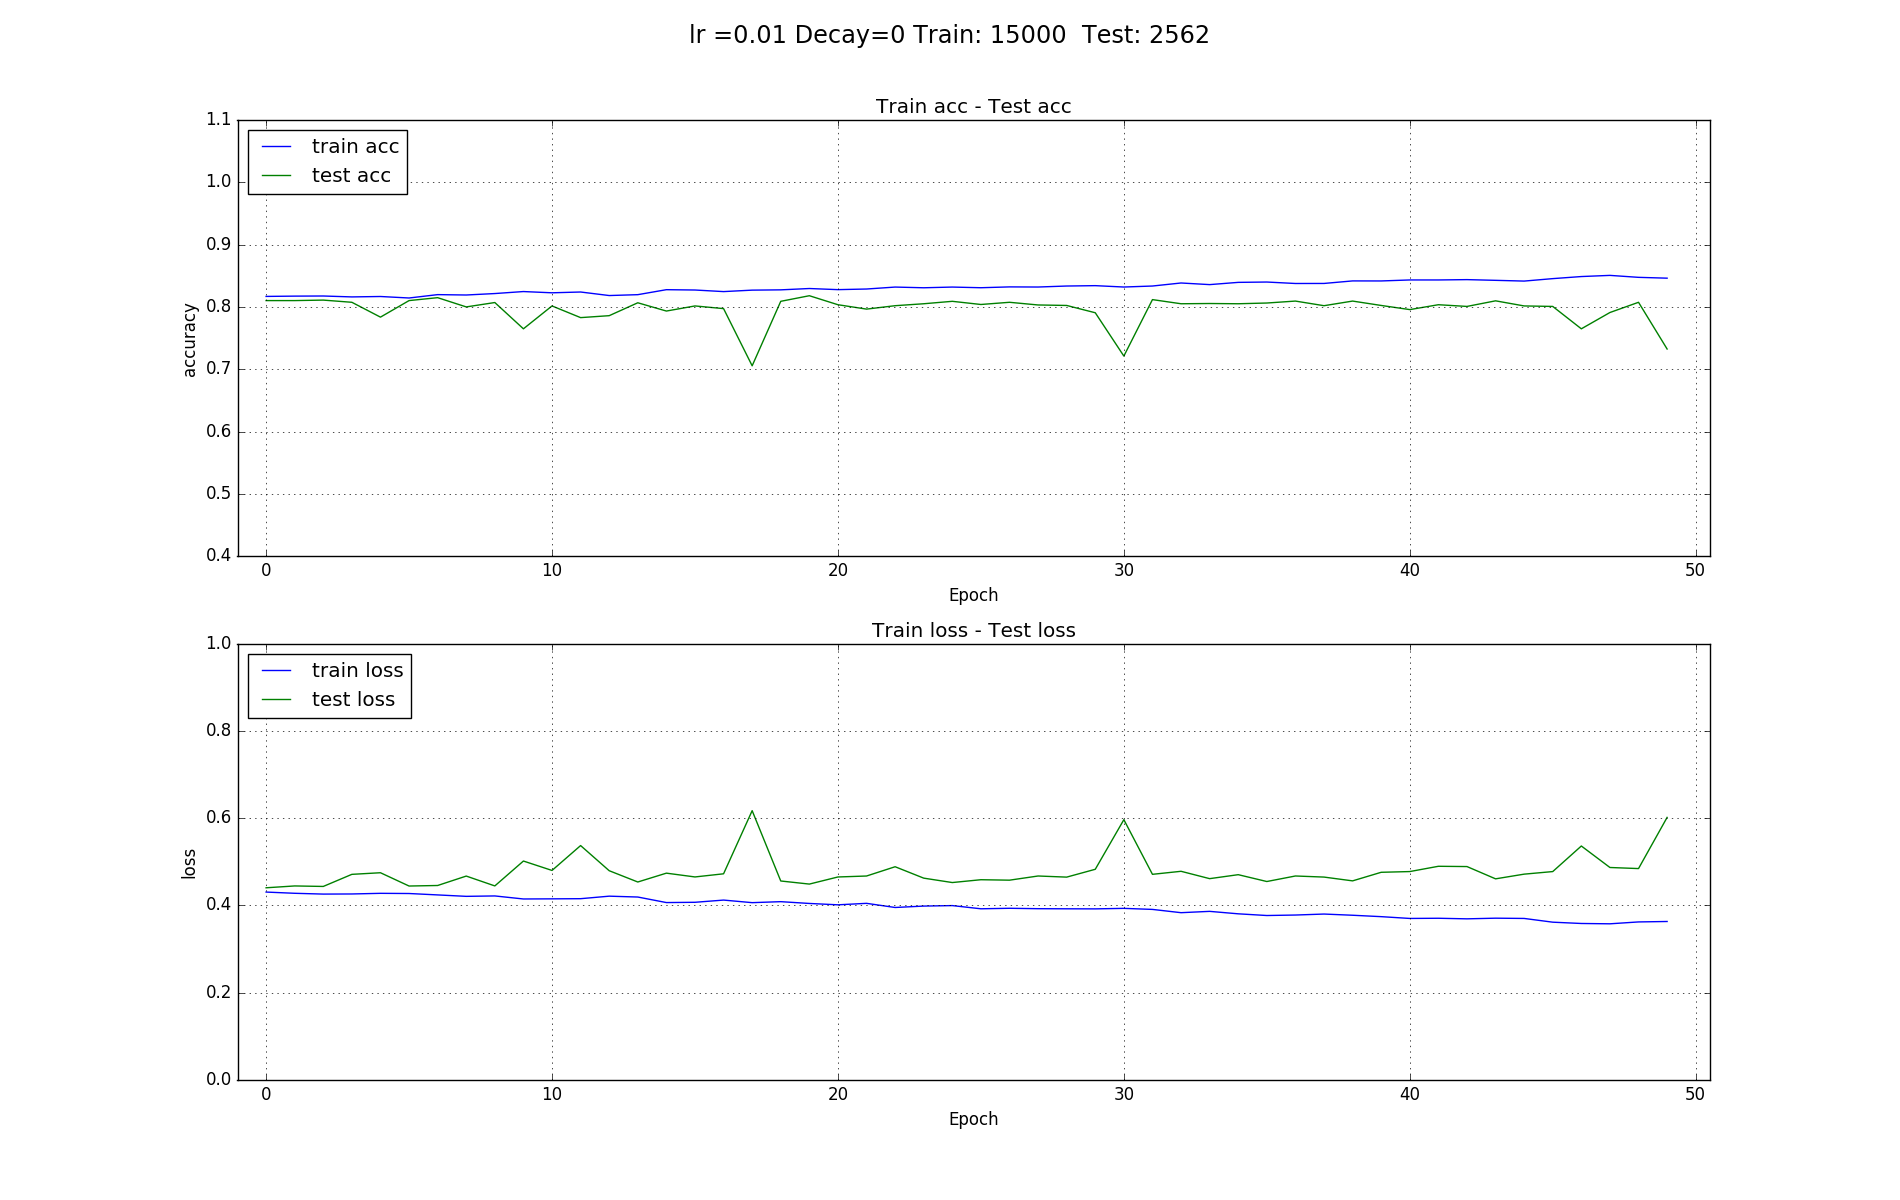 lr =0.01 Decay=0 Train: 15000  Test: 2562
Train acc - Test acc
1.1
1.0
0.9
0.8
0.7
0.6
0.5
0.4
accuracy
train acc
test acc
0 10 20 30 40 50
Epoch
Train loss - Test loss
1.0
0.8
0.6
0.4
0.2
0.0
loss
train loss
test loss
0 10 20 30 40 50
Epoch